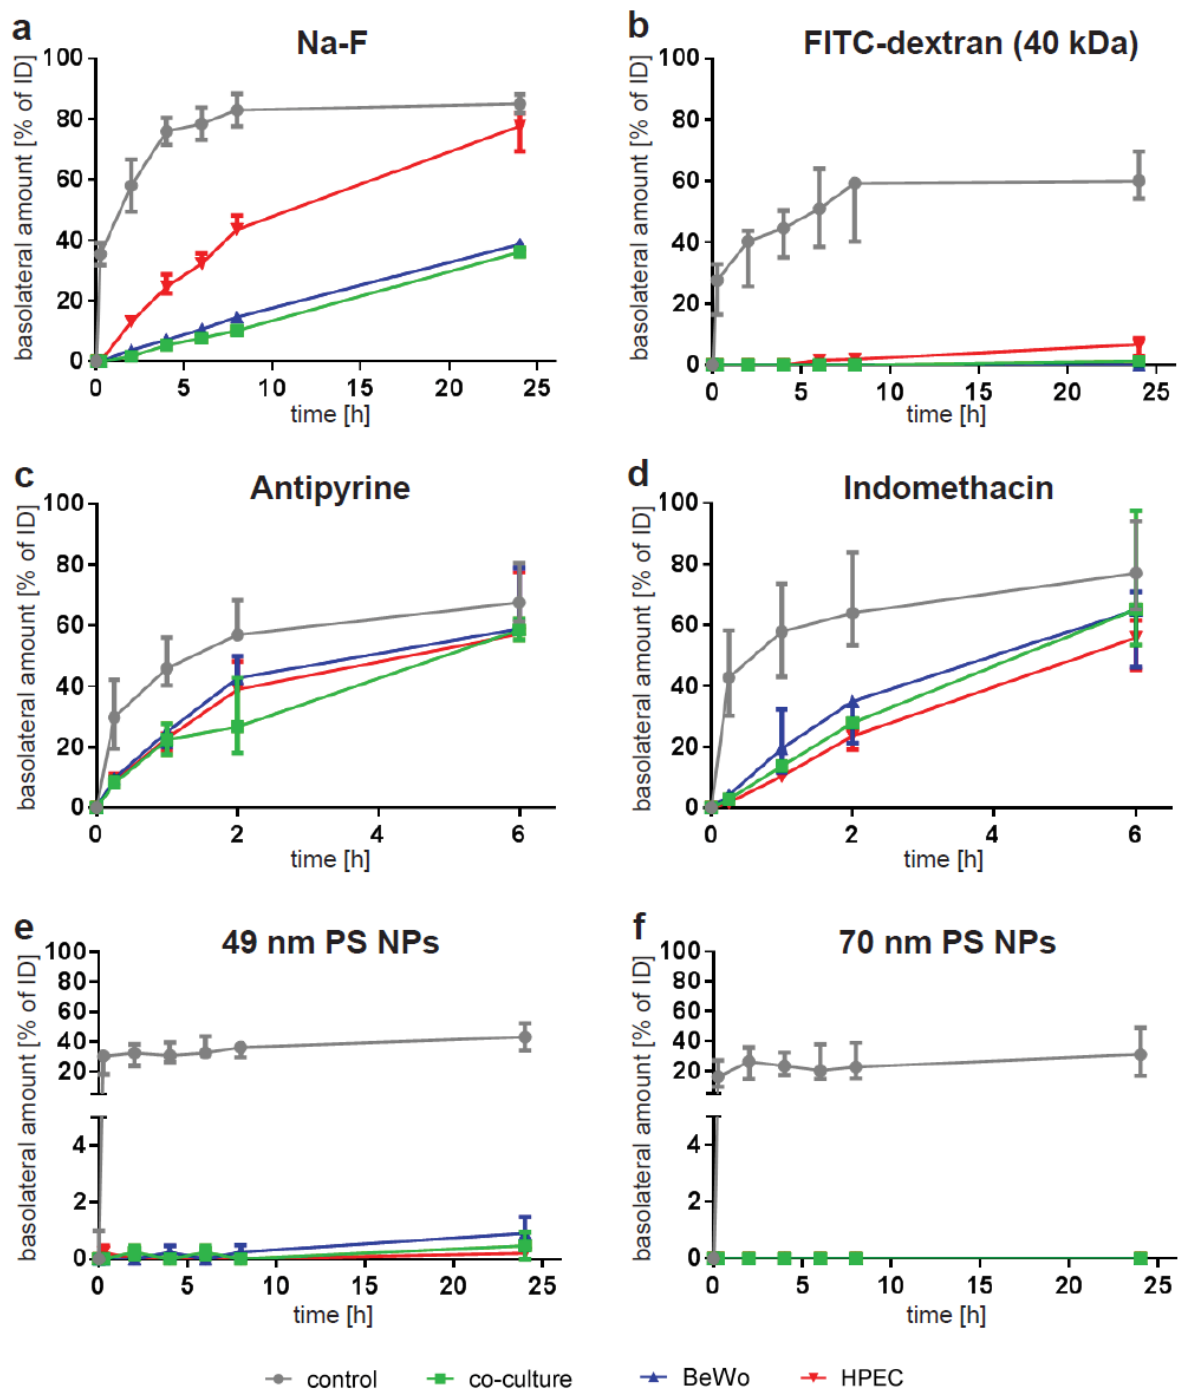 a
Na-F
basolateral amount [% of ID]
100
80
60
40
20
0
0 5 10 15 20 25
time [h]
b
FITC-dextran (40 kDa)
basolateral amount [% of ID]
100
80
60
40
20
0
0 5 10 15 20 25
time [h]
c
Antipyrine
basolateral amount [% of ID]
100
80
60
40
20
0
0 2 4 6
time [h]
d
Indomethacin
basolateral amount [% of ID]
100
80
60
40
20
0
0 2 4 6
time [h]
e
49 nm PS NPs
basolateral amount [% of ID]
100
80
60
40
20
4
2
0
0 5 10 15 20 25
time [h]
f
70 nm PS NPs
basolateral amount [% of ID]
100
80
60
40
20
4
2
0
0 5 10 15 20 25
time [h]
control co-culture BeWo HPEC